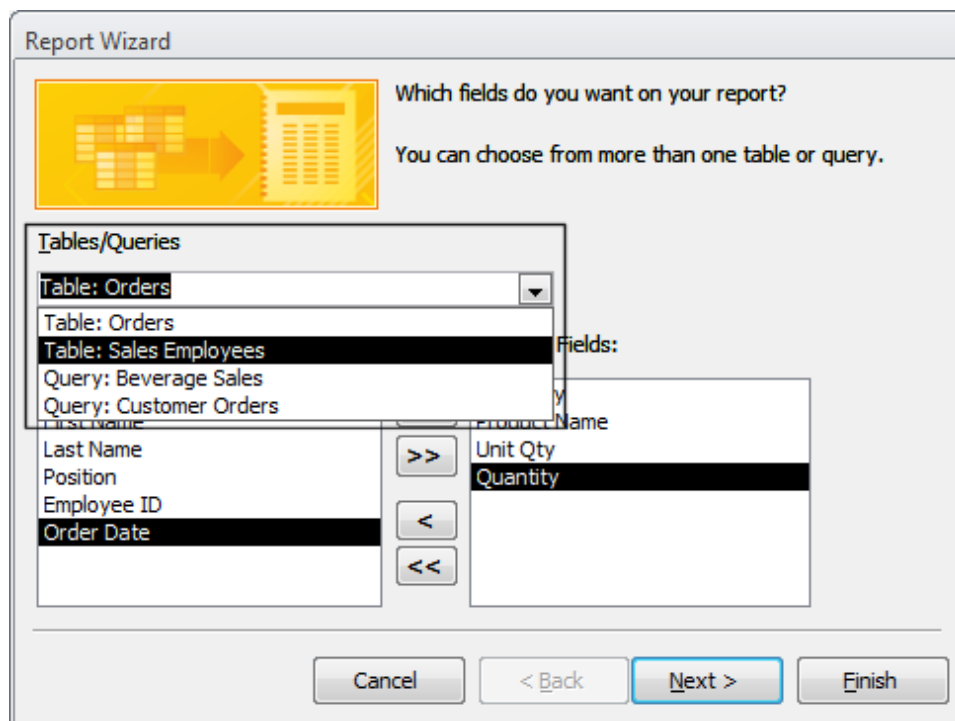 Report Wizard
Which fields do you want on your report?
You can choose from more than one table or query.
Tables/Queries
Table: Orders
Table: Orders
Table: Sales Employees
Query: Beverage Sales
Query: Customer Orders
Fields:
First Name
Last Name
Position
Employee ID
Order Date
>>
<
<<
Product Name
Unit Qty
Quantity
Cancel
< Back
Next >
Finish